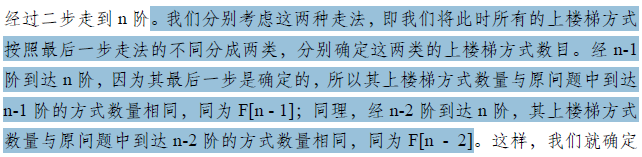 经过二步走到 n 阶。我们分别考虑这两种走法，即我们将此时所有的上楼梯方式
按照最后一步走法的不同分成两类，分别确定这两类的上楼梯方式数目。经 n-1
阶到达 n 阶，因为其最后一步是确定的，所以其上楼梯方式数量与原问题中到达
n-1 阶的方式数量相同，同为 F[n - 1]；同理，经 n-2 阶到达 n 阶，其上楼梯方式
数量与原问题中到达 n-2 阶的方式数量相同，同为 F[n - 2]。这样，我们就确定